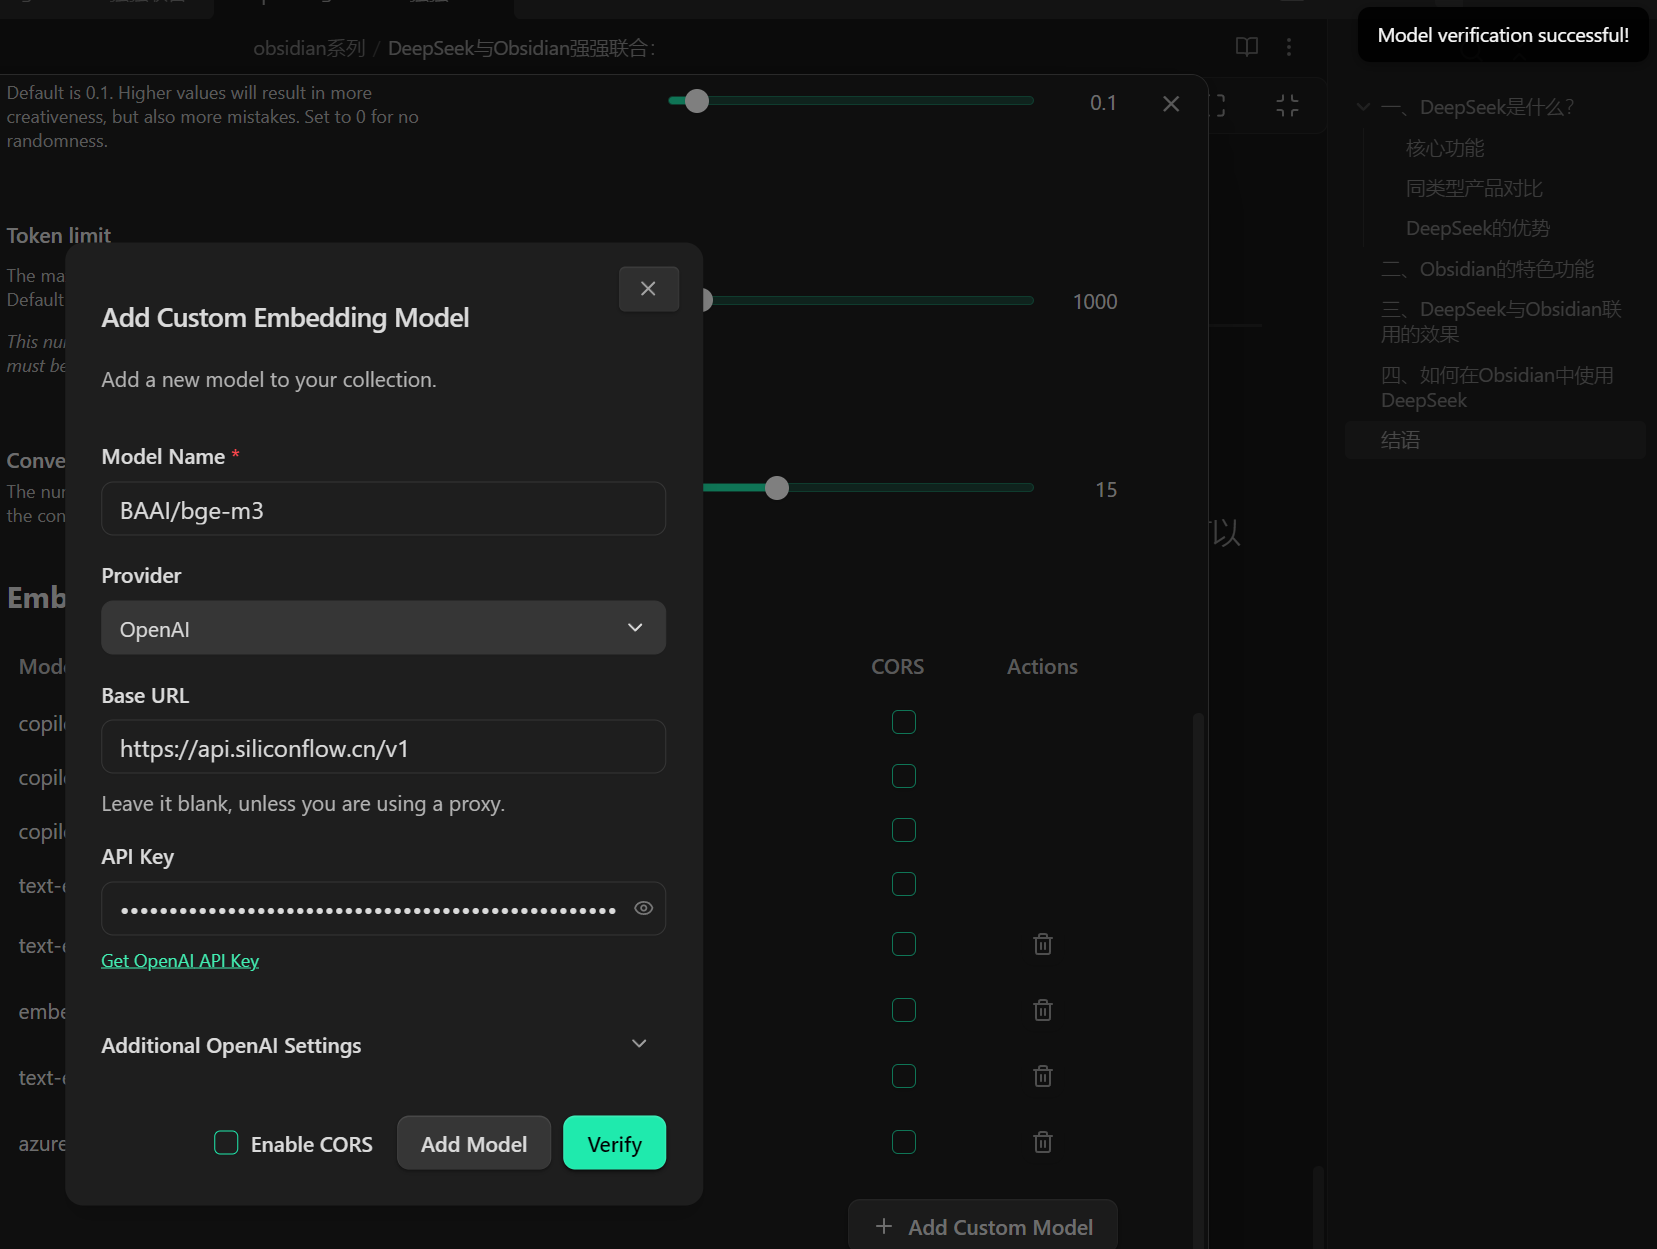 obsidian系列 / DeepSeek与Obsidian强强联合：
Model verification successful!
Default is 0.1. Higher values will result in more
creativeness, but also more mistakes. Set to 0 for no
randomness.
0.1
Token limit
The ma
Default
This nu
must be
1000
Conve
The nu
the con
15
Emb
Mode
CORS
Actions
copil
copil
copil
text-e
text-e
embe
text-e
azure
Add Custom Model
Add Custom Embedding Model
Add a new model to your collection.
Model Name *
BAAI/bge-m3
Provider
OpenAI
Base URL
https://api.siliconflow.cn/v1
Leave it blank, unless you are using a proxy.
API Key
••••••••••••••••••••••••••••••••••••••••••••••••••••
Get OpenAI API Key
Additional OpenAI Settings
Enable CORS
Add Model
Verify
以
一、DeepSeek是什么？
核心功能
同类型产品对比
DeepSeek的优势
二、Obsidian的特色功能
三、DeepSeek与Obsidian联
用的效果
四、如何在Obsidian中使用
DeepSeek
结语